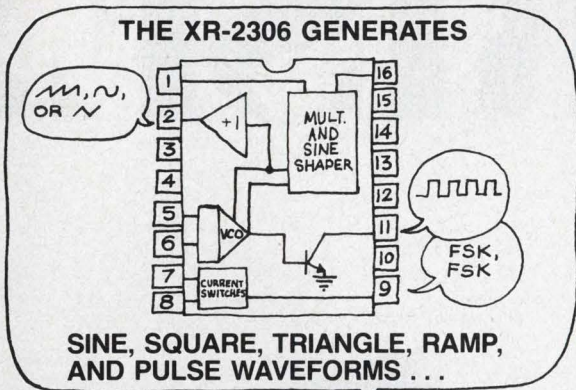 THE XR-2306 GENERATES
OR
1
2
3
4
5
6
7
8
+1
VCO
CURRENT
SWITCHES
MULT.
AND
SINE
SHAPER
16
15
14
13
12
11
10
9
FSK,
FSK
SINE, SQUARE, TRIANGLE, RAMP,
AND PULSE WAVEFORMS . . .